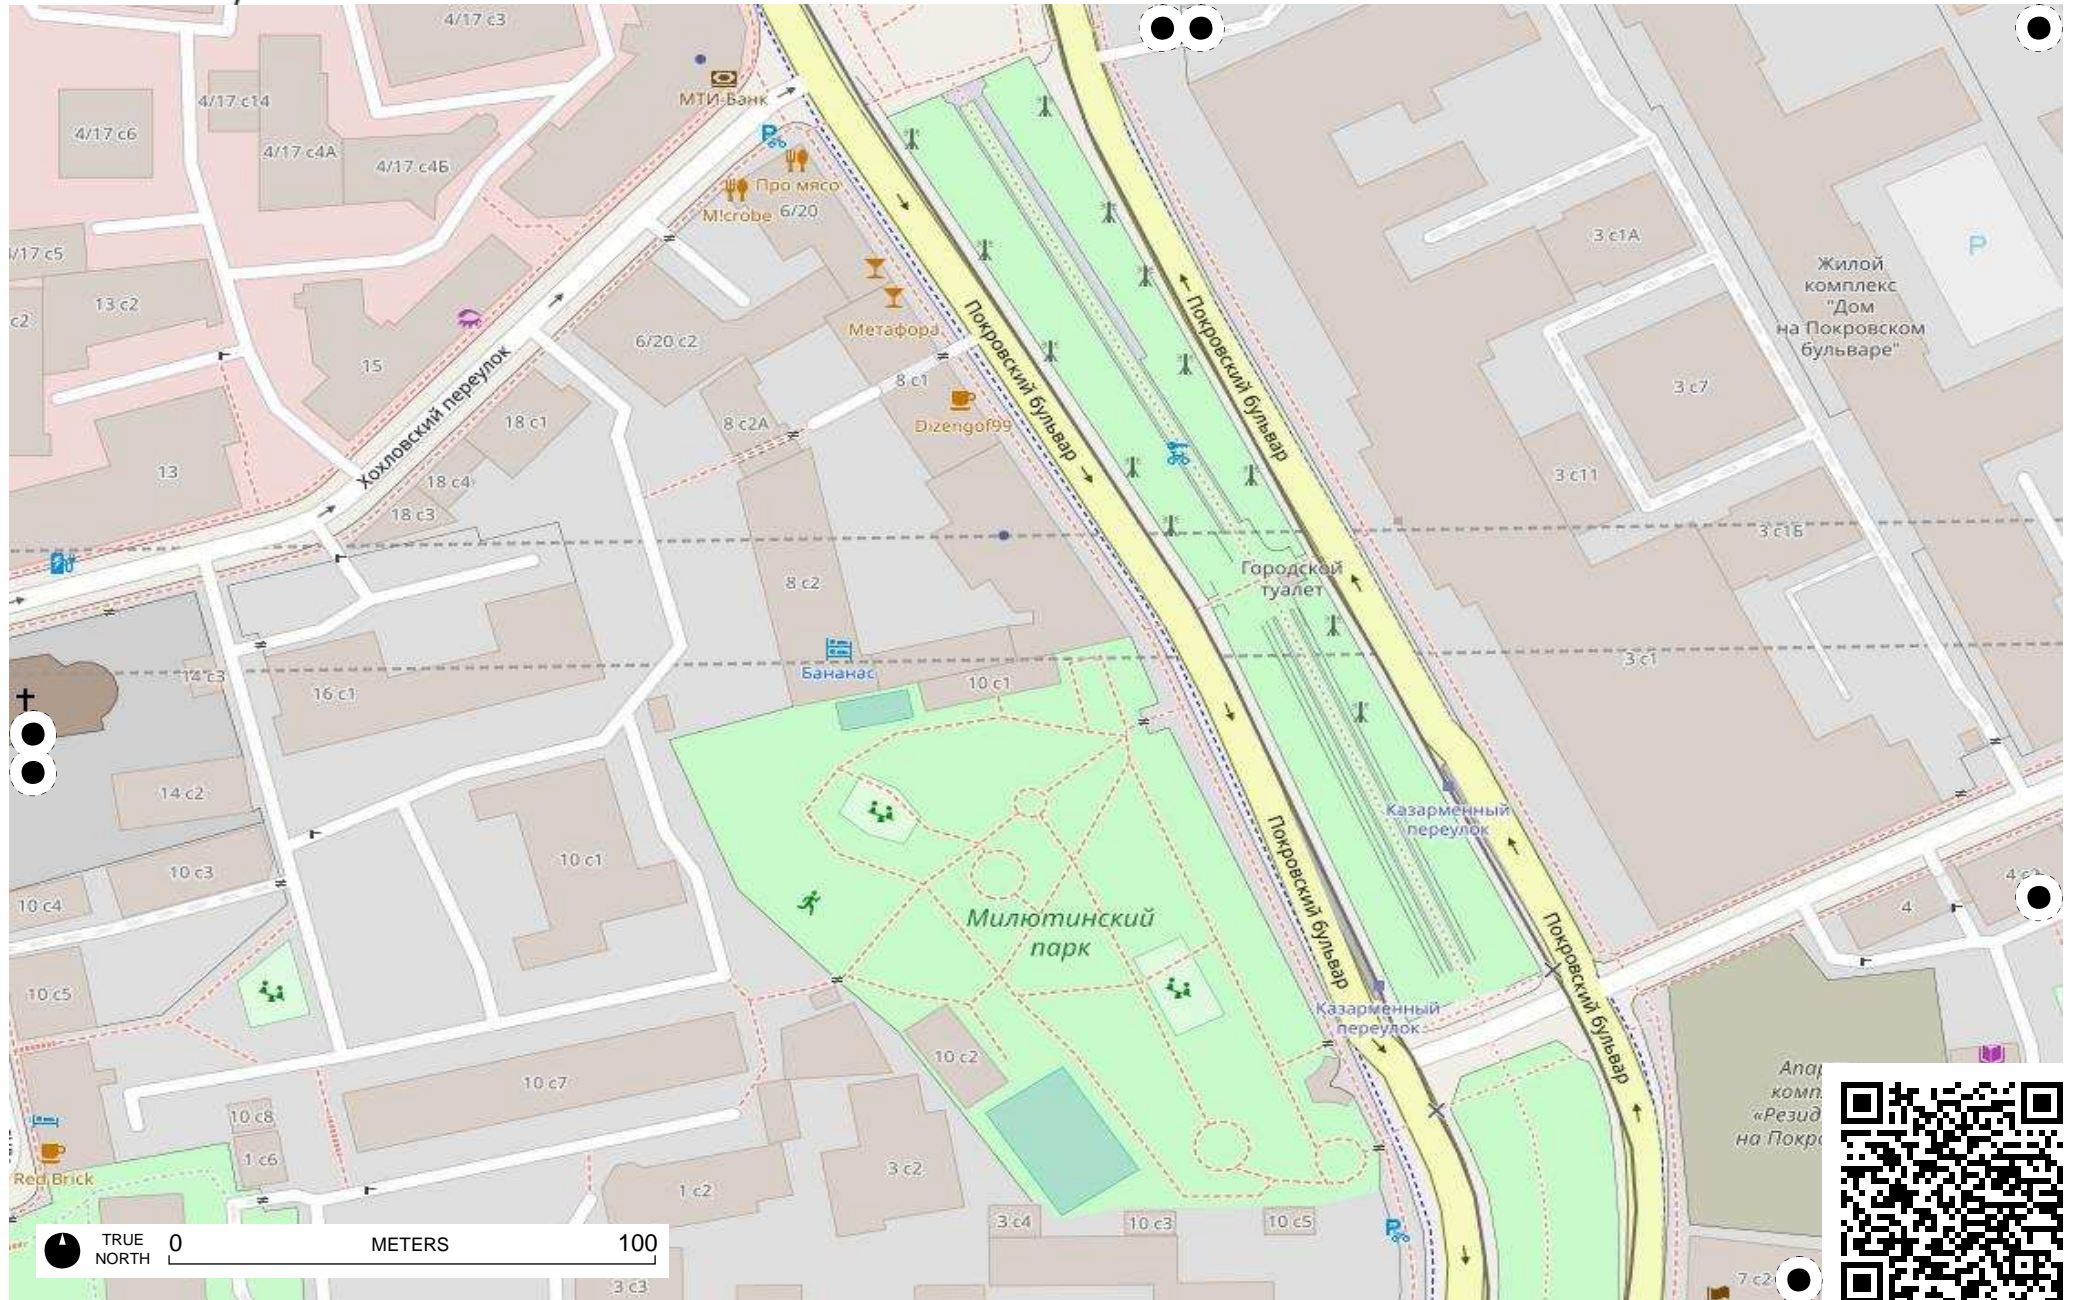 4/17 с3
МТИ-Банк
4/17 с14
4/17 с6
4/17 с4А
4/17 с4Б
Про мясо
M!crobe
6/20
3 с1А
/17 с5
Жилой
комплекс
"Дом
на Покровском
бульваре"
P
13 с2
с2
15
Метафора
6/20 с2
Покровский бульвар
Покровский бульвар
Хохловский переулок
8 с1
3 с7
Dizengof99
18 с1
8 с2А
13
18 с4
18 с3
3 с11
3 с1Б
Городской
туалет
8 с2
Бананас
14 с3
16 с1
10 с1
3 с1
14 с2
Казарменный
переулок
10 с3
10 с1
10 с4
Покровский бульвар
Милютинский
парк
4
Покровский бульвар
10 с5
Казарменный
переулок
10 с2
10 с7
10 с8
1 с6
Red Brick
1 с2
3 с2
3 с4
10 с3
10 с5
7 с2
3 с3
TRUE
NORTH
0 METERS 100